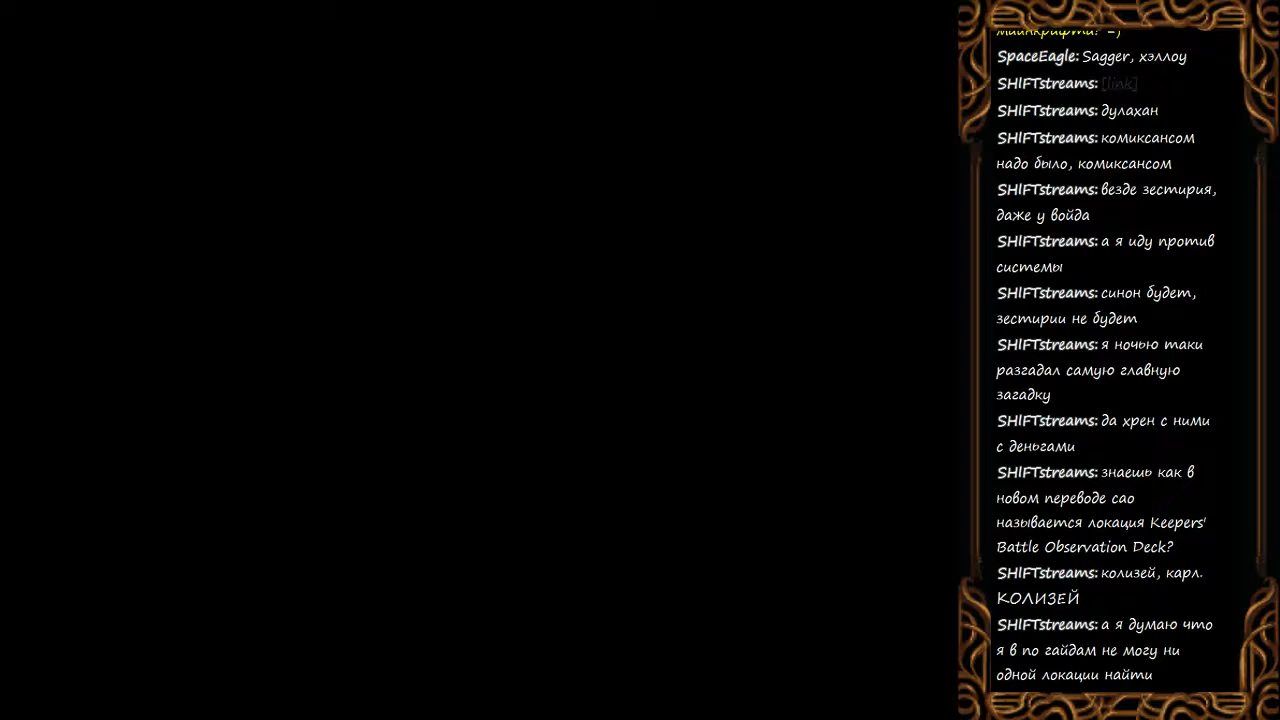 майнкрафта? =)
SpaceEagle: Sagger, хэллоу
SHIFTstreams: [link]
SHIFTstreams: дулахан
SHIFTstreams: комиксансом
надо было, комиксансом
SHIFTstreams: везде зестирия,
даже у войда
SHIFTstreams: а я иду против
системы
SHIFTstreams: синон будет,
зестирии не будет
SHIFTstreams: я ночью таки
разгадал самую главную
загадку
SHIFTstreams: да хрен с ними
с деньгами
SHIFTstreams: знаешь как в
новом переводе сао
называется локация Keepers'
Battle Observation Deck?
SHIFTstreams: колизей, карл.
КОЛИЗЕЙ
SHIFTstreams: а я думаю что
я в по гайдам не могу ни
одной локации найти